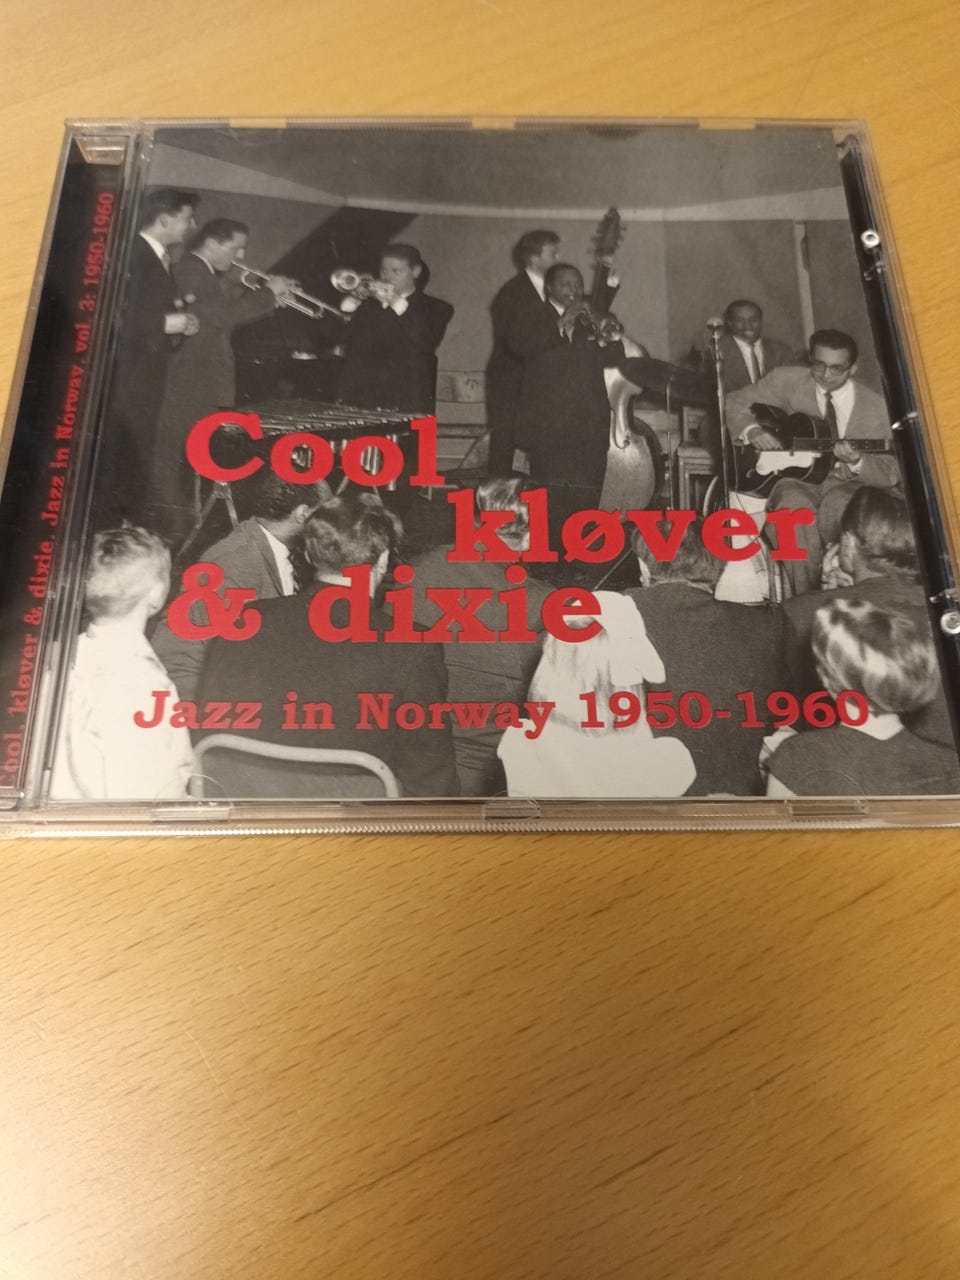 Cool
kløver
& dixie
Jazz in Norway 1950-1960
Cool, kløver & dixie. Jazz in Norway, vol. 3: 1950-1960